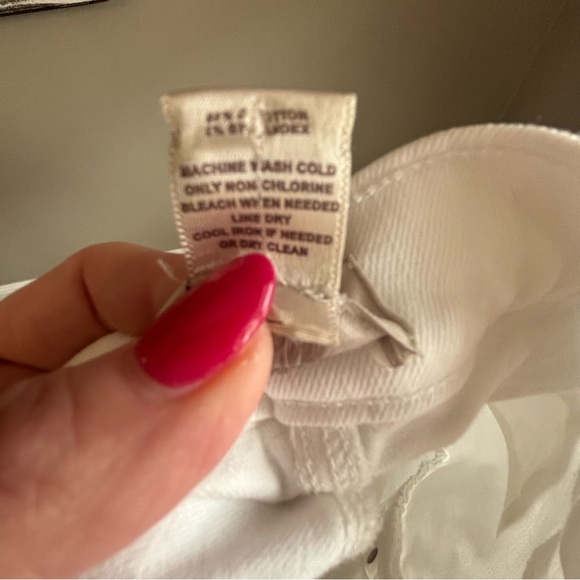 COTTON
SPANDEX
MACHINE WASH COLD
ONLY NON CHLORINE
BLEACH WHEN NEEDED
LINE DRY
COOL IRON IF NEEDED
OR DRY CLEAN